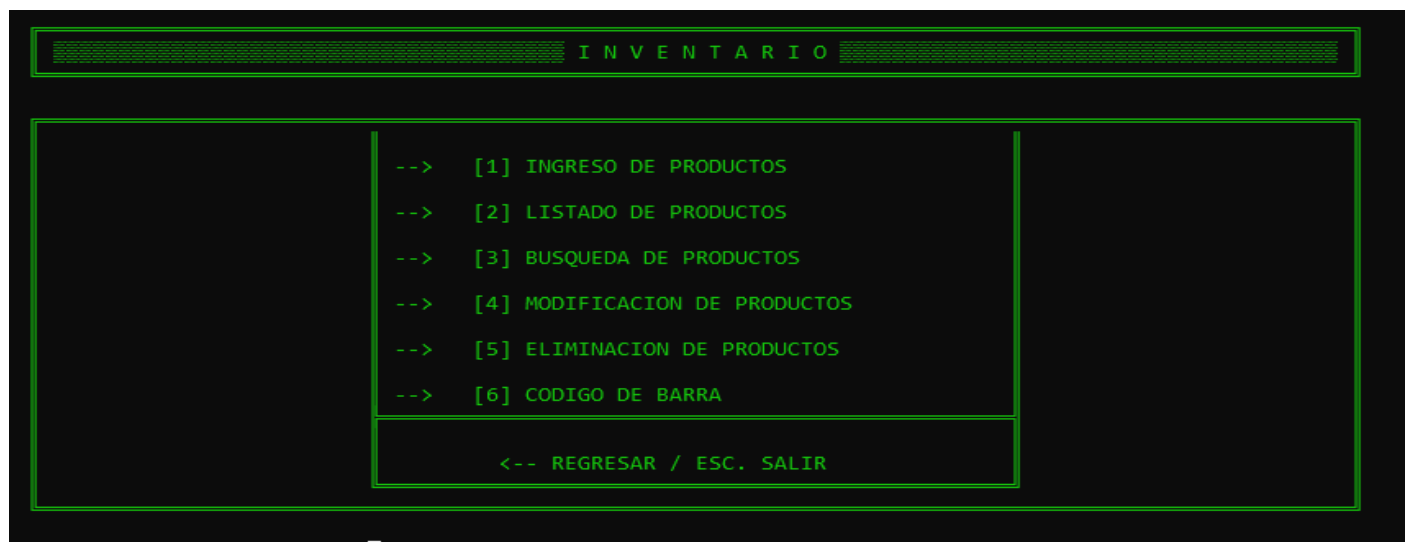 I N V E N T A R I O
--> [1] INGRESO DE PRODUCTOS
--> [2] LISTADO DE PRODUCTOS
--> [3] BUSQUEDA DE PRODUCTOS
--> [4] MODIFICACION DE PRODUCTOS
--> [5] ELIMINACION DE PRODUCTOS
--> [6] CODIGO DE BARRA
<-- REGRESAR / ESC. SALIR